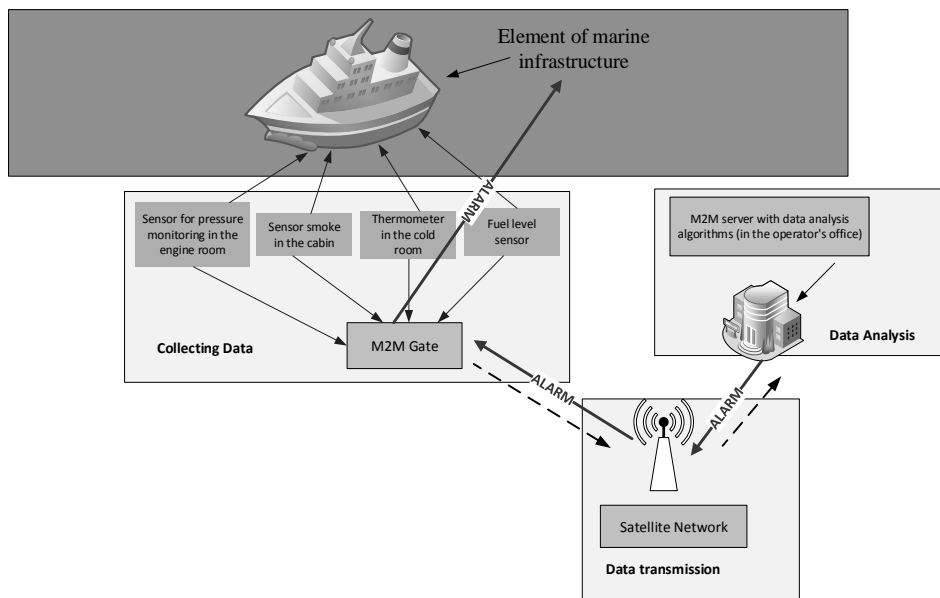 Element of marine
infrastructure
ALARM
Sensor for pressure
monitoring in the
engine room
Sensor smoke
in the cabin
Thermometer
in the cold
room
Fuel level
sensor
M2M Gate
Collecting Data
M2M server with data analysis
algorithms (in the operator's office)
Data Analysis
ALARM
ALARM
Satellite Network
Data transmission